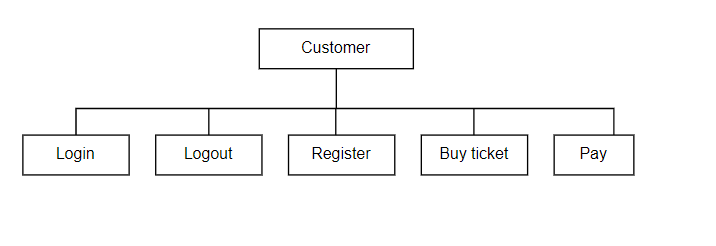 Customer
Login
Logout
Register
Buy ticket
Pay